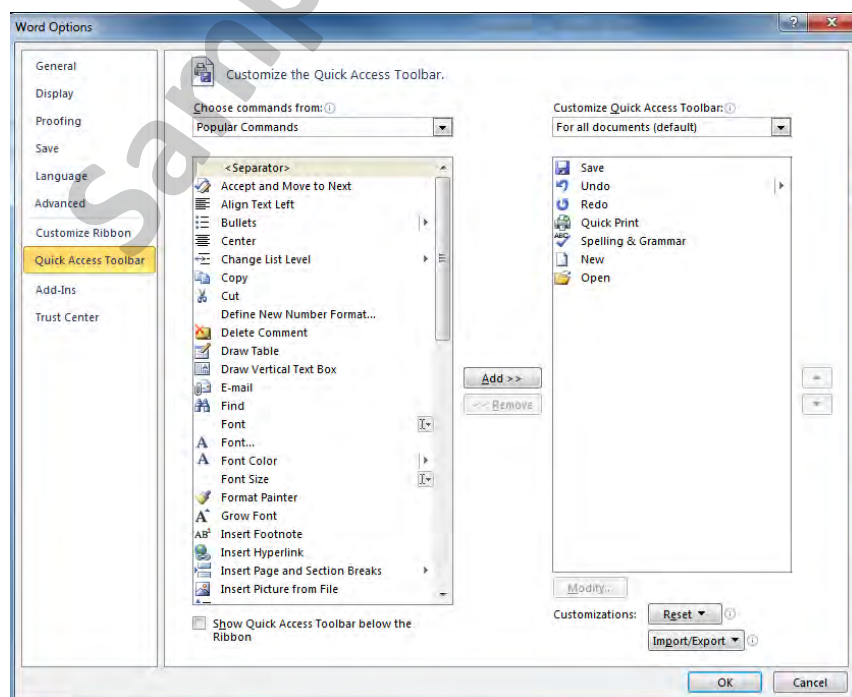 Word Options
General
Display
Proofing
Save
Language
Advanced
Customize Ribbon
Quick Access Toolbar
Add-Ins
Trust Center
Customize the Quick Access Toolbar.
Choose commands from:
Popular Commands
<Separator>
Accept and Move to Next
Align Text Left
Bullets
Center
Change List Level
Copy
Cut
Define New Number Format...
Delete Comment
Draw Table
Draw Vertical Text Box
E-mail
Find
Font
Font...
Font Color
Font Size
Format Painter
Grow Font
Insert Footnote
Insert Hyperlink
Insert Page and Section Breaks
Insert Picture from File
Show Quick Access Toolbar below the
Ribbon
Add >>
<< Remove
Customize Quick Access Toolbar:
For all documents (default)
Save
Undo
Redo
Quick Print
Spelling & Grammar
New
Open
Modify...
Customizations:
Reset
Import/Export
OK
Cancel